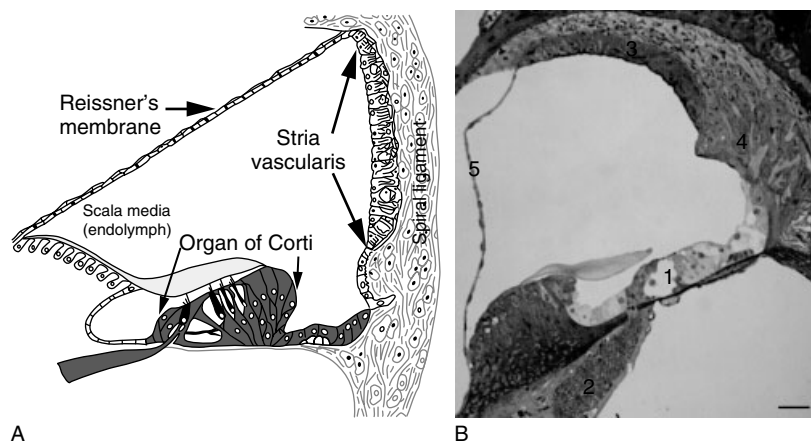 Reissner's
membrane
Stria
vascularis
Spiral ligament
Scala media
(endolymph)
Organ of Corti
A
3
4
5
1
2
B